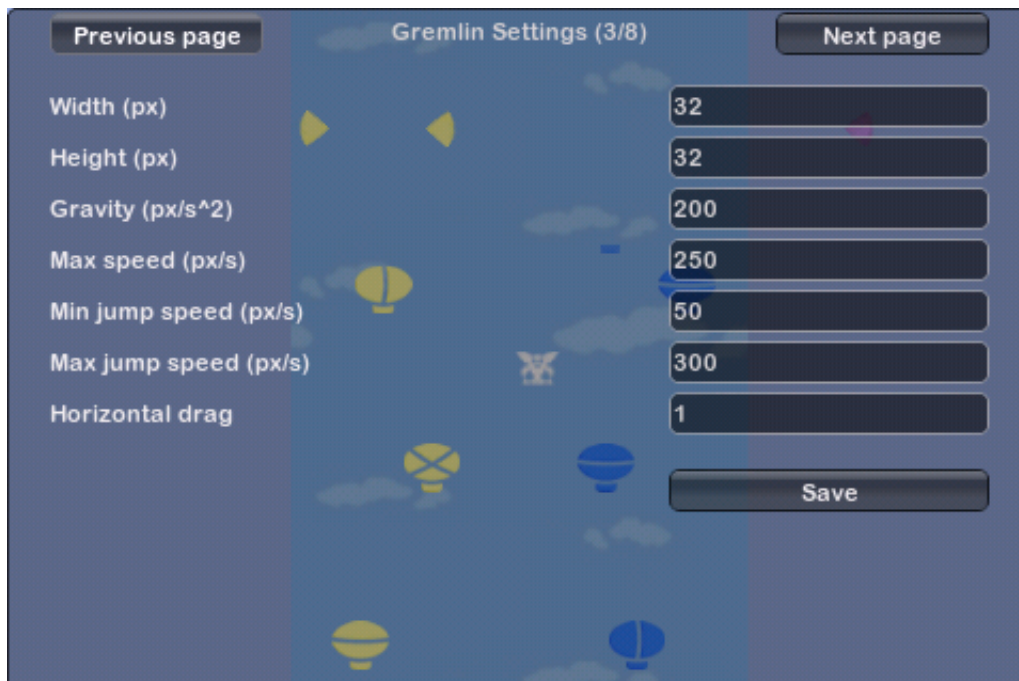 Previous page Gremlin Settings (3/8) Next page
Width (px) 32
Height (px) 32
Gravity (px/s^2) 200
Max speed (px/s) 250
Min jump speed (px/s) 50
Max jump speed (px/s) 300
Horizontal drag 1
Save